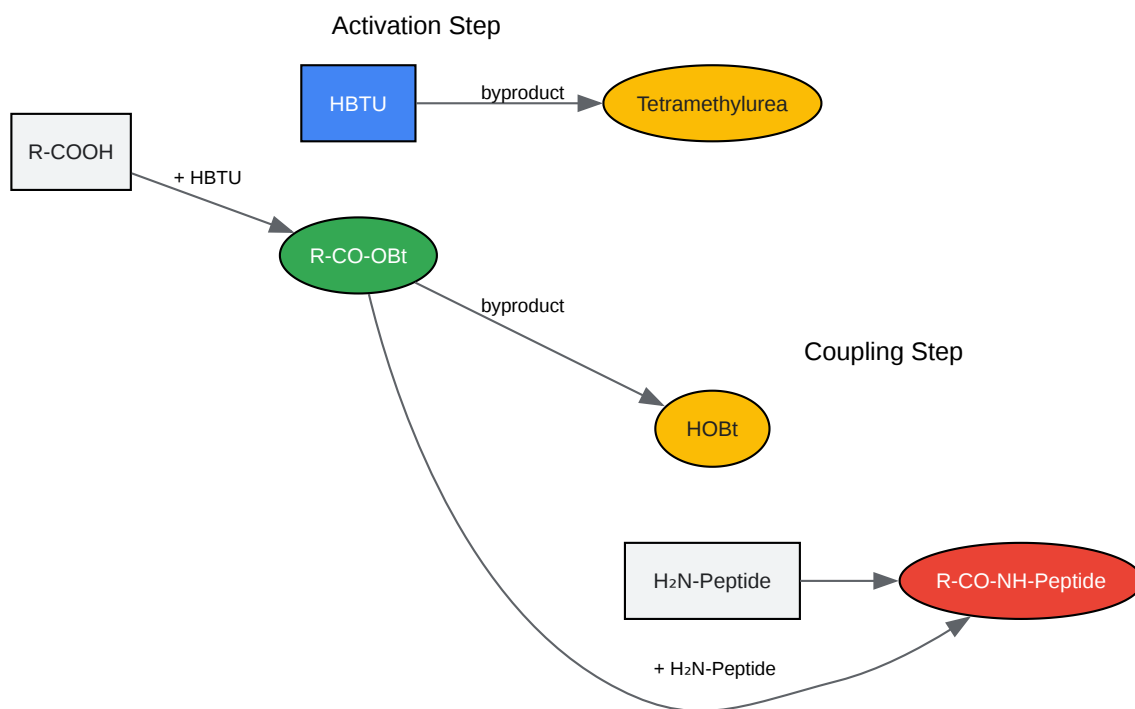 Activation Step
HBTU
byproduct
Tetramethylurea
R-COOH
+ HBTU
R-CO-OBt
byproduct
Coupling Step
HOBt
H₂N-Peptide
R-CO-NH-Peptide
+ H₂N-Peptide